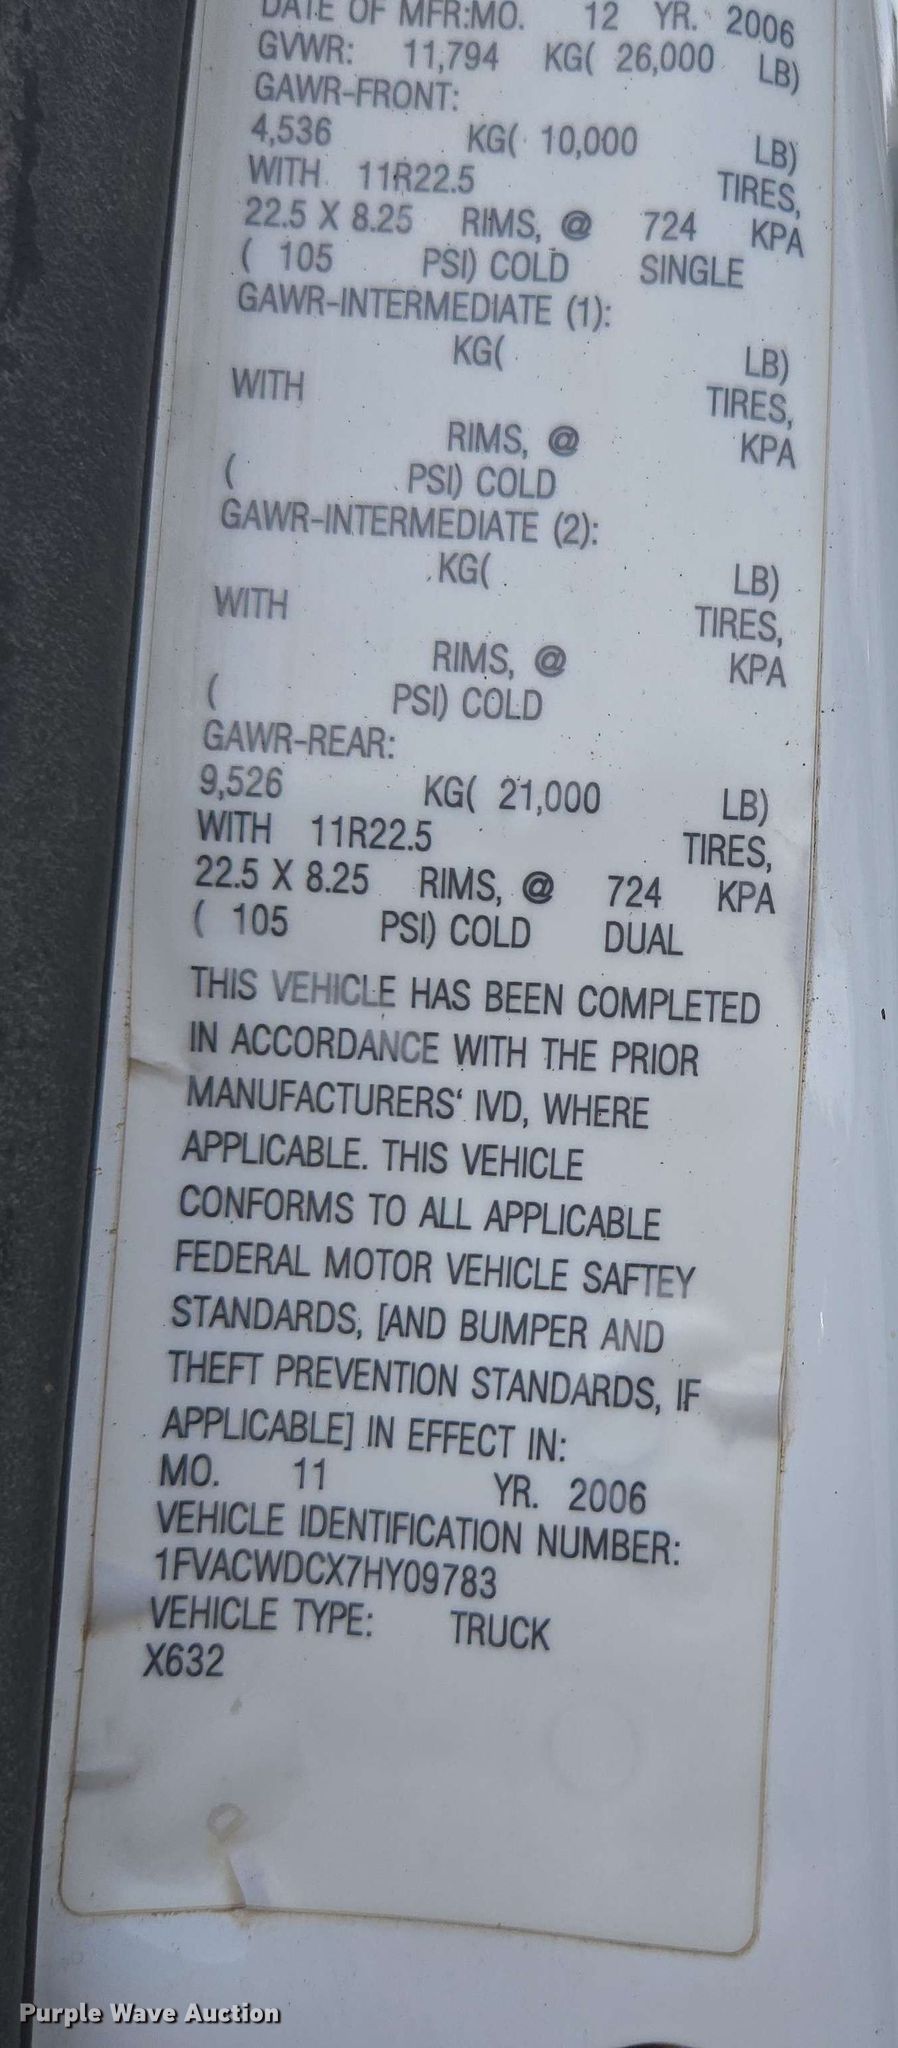 DATE OF MFR:MO. 12 YR. 2006
GVWR: 11,794 KG( 26,000 LB)
GAWR-FRONT:
4,536 KG( 10,000 LB)
WITH 11R22.5 TIRES,
22.5 X 8.25 RIMS, @ 724 KPA
( 105 PSI) COLD SINGLE
GAWR-INTERMEDIATE (1):
KG( LB)
WITH TIRES,
RIMS, @ KPA
( PSI) COLD
GAWR-INTERMEDIATE (2):
KG( LB)
WITH TIRES,
RIMS, @ KPA
( PSI) COLD
GAWR-REAR:
9,526 KG( 21,000 LB)
WITH 11R22.5 TIRES,
22.5 X 8.25 RIMS, @ 724 KPA
( 105 PSI) COLD DUAL
THIS VEHICLE HAS BEEN COMPLETED
IN ACCORDANCE WITH THE PRIOR
MANUFACTURERS' IVD, WHERE
APPLICABLE. THIS VEHICLE
CONFORMS TO ALL APPLICABLE
FEDERAL MOTOR VEHICLE SAFTEY
STANDARDS, [AND BUMPER AND
THEFT PREVENTION STANDARDS, IF
APPLICABLE] IN EFFECT IN:
MO. 11 YR. 2006
VEHICLE IDENTIFICATION NUMBER:
1FVACWDCX7HY09783
VEHICLE TYPE: TRUCK
X632
Purple Wave Auction